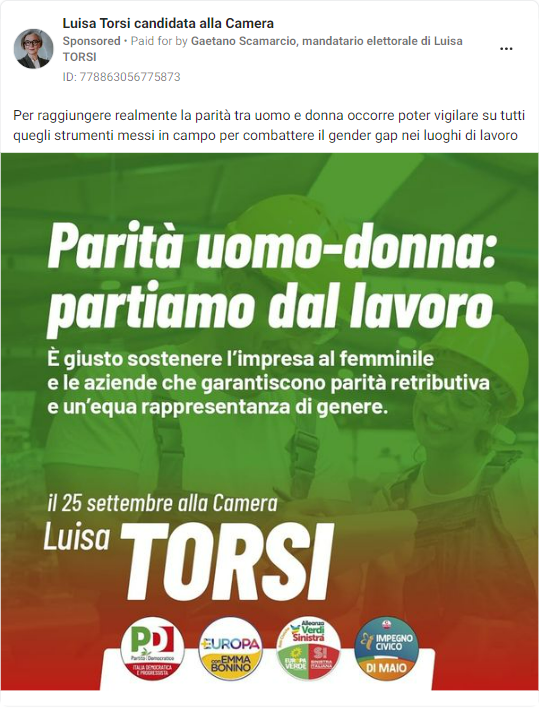 Luisa Torsi candidata alla Camera
Sponsored • Paid for by Gaetano Scamarcio, mandatario elettorale di Luisa
TORSI
ID: 778863056775873
Per raggiungere realmente la parità tra uomo e donna occorre poter vigilare su tutti
quegli strumenti messi in campo per combattere il gender gap nei luoghi di lavoro
Parità uomo-donna:
partiamo dal lavoro
È giusto sostenere l'impresa al femminile
e le aziende che garantiscono parità retributiva
e un'equa rappresentanza di genere.
il 25 settembre alla Camera
Luisa TORSI
PD
Partito Democratico
ITALIA DEMOCRATICA
E PROGRESSISTA
+EUROPA
con EMMA
BONINO
Alleanza
Verdi
Sinistra
EUROPA
VERDE
SI
SINISTRA
ITALIANA
IMPEGNO
CIVICO
DI MAIO